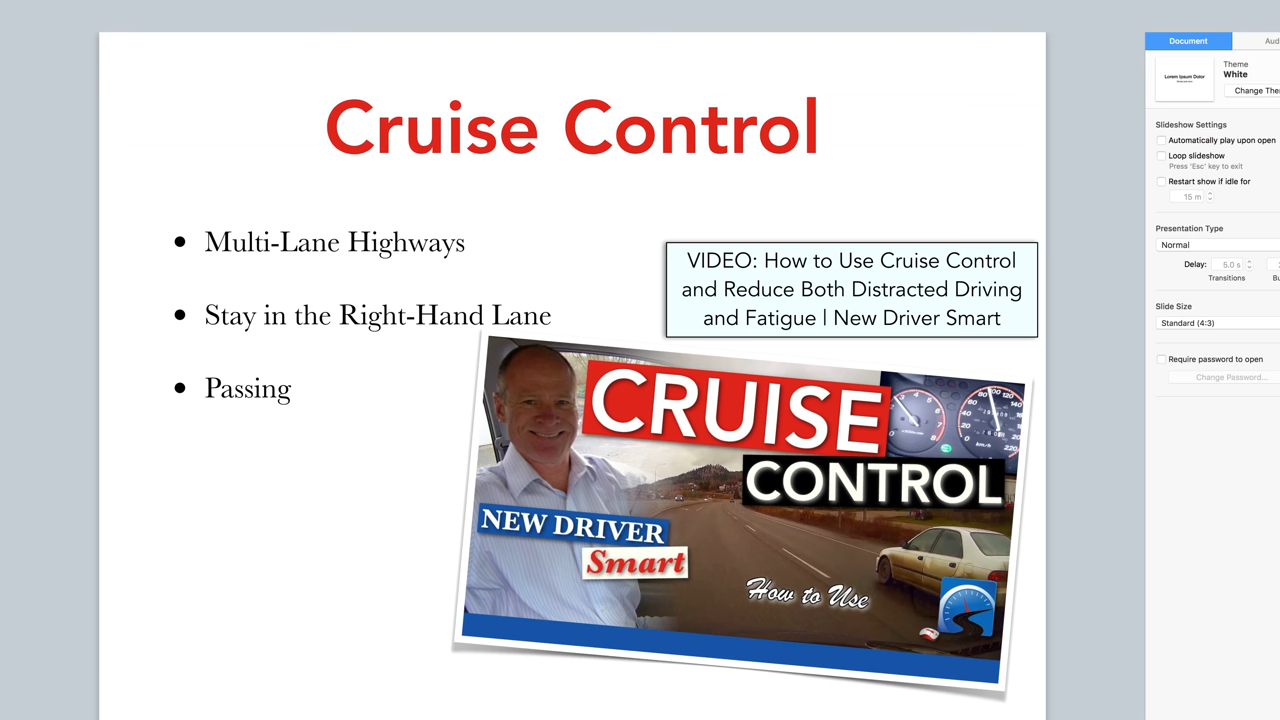 Cruise Control
Multi-Lane Highways
Stay in the Right-Hand Lane
Passing
VIDEO: How to Use Cruise Control
and Reduce Both Distracted Driving
and Fatigue | New Driver Smart
CRUISE
CONTROL
NEW DRIVER
Smart
How to Use
Document
Aud
Lorem Ipsum Dolor
Theme
White
Change The
Slideshow Settings
Automatically play upon open
Loop slideshow
Press 'Esc' key to exit
Restart show if idle for
15 m
Presentation Type
Normal
Delay: 5.0 s
Transitions Bu
Slide Size
Standard (4:3)
Require password to open
Change Password...